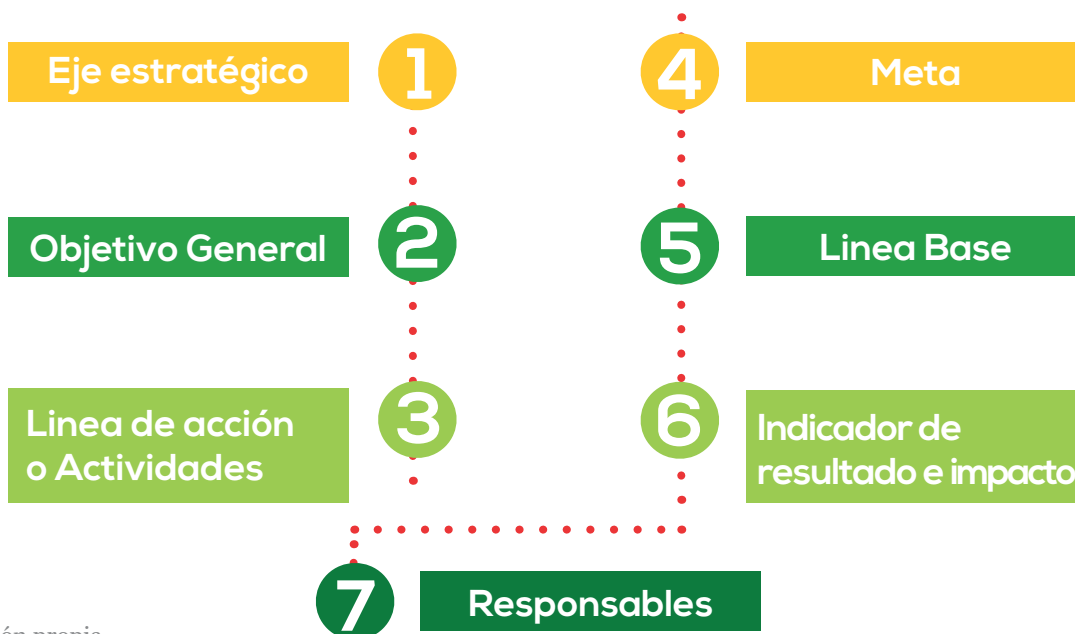 Eje estratégico
1
Objetivo General
2
Linea de acción
o Actividades
3
4
Meta
5
Linea Base
6
Indicador de
resultado e impacto
7
Responsables
propia